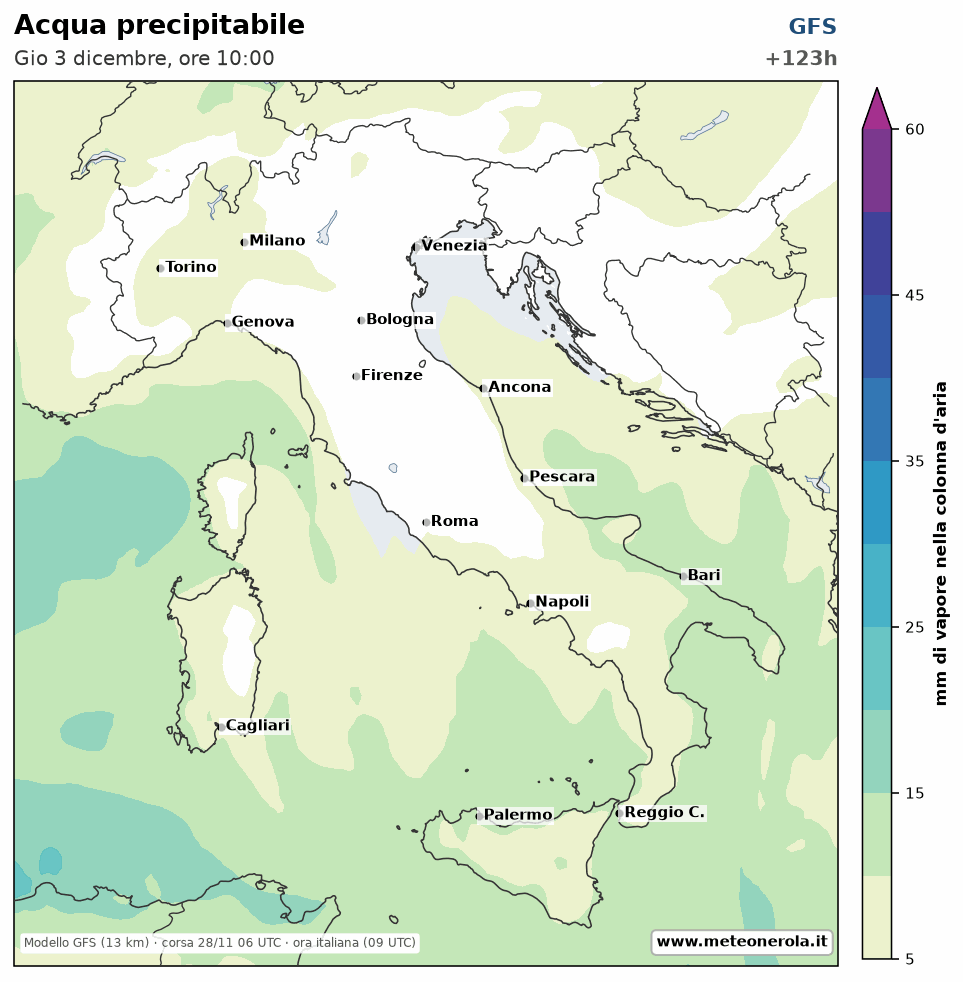 Acqua precipitabile
GFS
Gio 3 dicembre, ore 10:00
+123h
60
45
35
25
15
5
mm di vapore nella colonna d'aria
Milano
Venezia
Torino
Genova
Bologna
Firenze
Ancona
Pescara
Roma
Bari
Napoli
Cagliari
Palermo
Reggio C.
Modello GFS (13 km) · corsa 28/11 06 UTC · ora italiana (09 UTC)
www.meteonerola.it